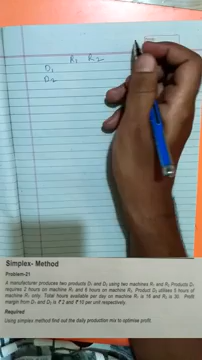 R₁ R₂
D₁
D₂
Simplex - Method
Problem-21
A manufacturer produces two products D₁ and D₂ using two machines R₁ and R₂ Products D₁
requires 2 hours on machine R₁ and 6 hours on machine R₂. Product D₂ utilises 5 hours of
machine R₁ only. Total hours available per day on machine R₁ is 16 and R₂ is 30. Profit
margin from D₁ and D₂ is ₹ 2 and ₹ 10 per unit respectively.
Required
Using simplex method find out the daily production mix to optimise profit.